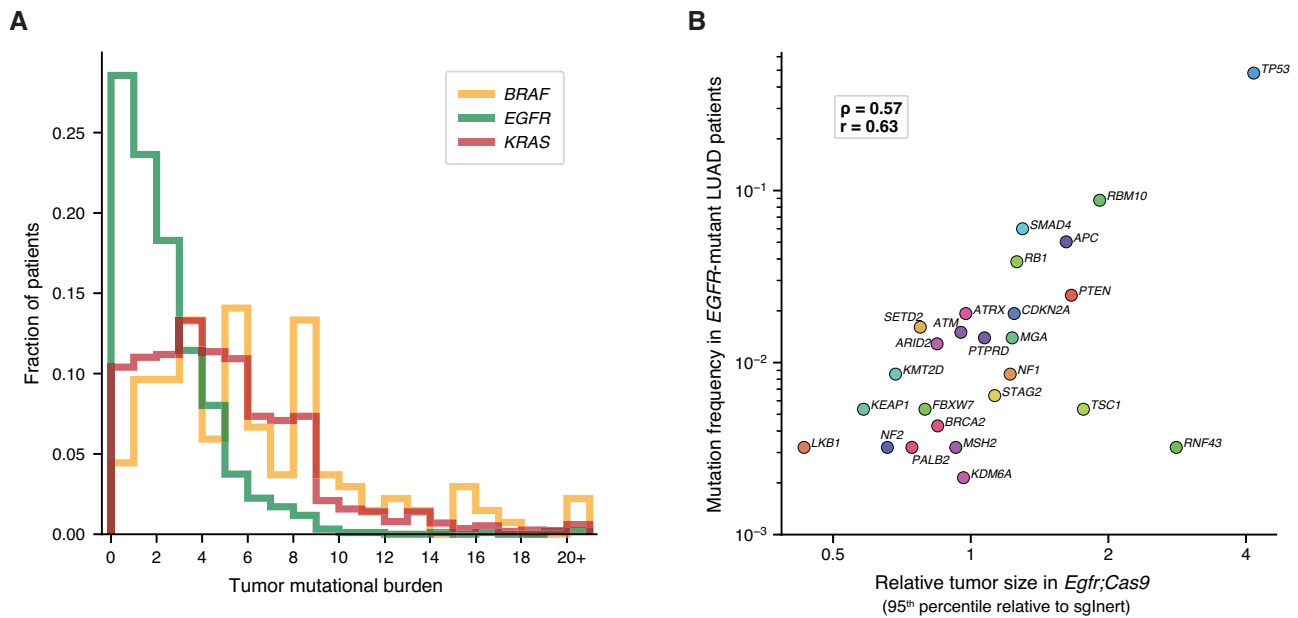 A
Fraction of patients
0.25
0.20
0.15
0.10
0.05
0.00
0 2 4 6 8 10 12 14 16 18 20+
Tumor mutational burden
BRAF
EGFR
KRAS
B
Mutation frequency in EGFR-mutant LUAD patients
10⁻¹
10⁻²
10⁻³
ρ = 0.57
r = 0.63
TP53
RBM10
SMAD4
APC
RB1
PTEN
ATRX
CDKN2A
SETD2
ATM
ARID2
PTPRD
MGA
KMT2D
NF1
STAG2
KEAP1
FBXW7
TSC1
BRCA2
LKB1
NF2
PALB2
MSH2
RNF43
KDM6A
0.5 1 2 4
Relative tumor size in Egfr;Cas9
(95th percentile relative to sgInert)